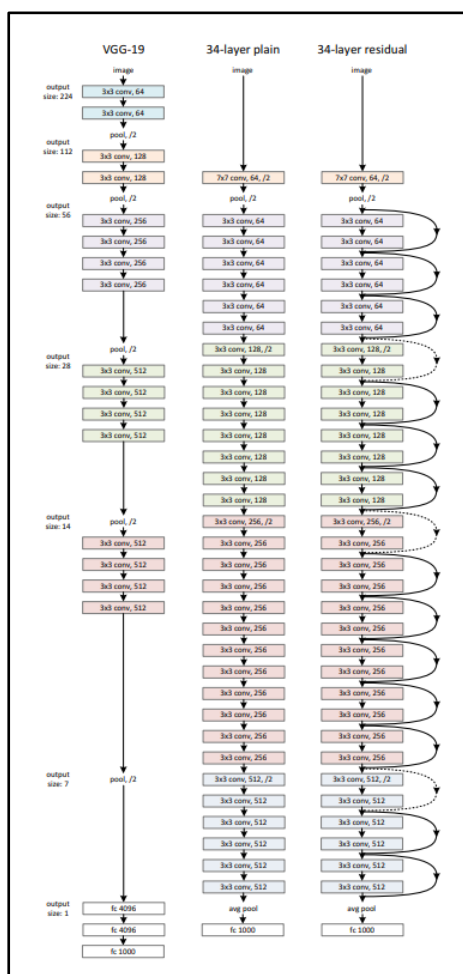 VGG-19
image
output
size: 224
3x3 conv, 64
3x3 conv, 64
pool, /2
output
size: 112
3x3 conv, 128
3x3 conv, 128
pool, /2
output
size: 56
3x3 conv, 256
3x3 conv, 256
3x3 conv, 256
3x3 conv, 256
pool, /2
output
size: 28
3x3 conv, 512
3x3 conv, 512
3x3 conv, 512
3x3 conv, 512
pool, /2
output
size: 14
3x3 conv, 512
3x3 conv, 512
3x3 conv, 512
3x3 conv, 512
pool, /2
output
size: 7
output
size: 1
fc 4096
fc 4096
fc 1000
34-layer plain
image
7x7 conv, 64, /2
pool, /2
3x3 conv, 64
3x3 conv, 64
3x3 conv, 64
3x3 conv, 64
3x3 conv, 64
3x3 conv, 64
3x3 conv, 128, /2
3x3 conv, 128
3x3 conv, 128
3x3 conv, 128
3x3 conv, 128
3x3 conv, 128
3x3 conv, 128
3x3 conv, 128
3x3 conv, 256, /2
3x3 conv, 256
3x3 conv, 256
3x3 conv, 256
3x3 conv, 256
3x3 conv, 256
3x3 conv, 256
3x3 conv, 256
3x3 conv, 256
3x3 conv, 256
3x3 conv, 256
3x3 conv, 256
3x3 conv, 512, /2
3x3 conv, 512
3x3 conv, 512
3x3 conv, 512
3x3 conv, 512
3x3 conv, 512
avg pool
fc 1000
34-layer residual
image
7x7 conv, 64, /2
pool, /2
3x3 conv, 64
3x3 conv, 64
3x3 conv, 64
3x3 conv, 64
3x3 conv, 64
3x3 conv, 64
3x3 conv, 128, /2
3x3 conv, 128
3x3 conv, 128
3x3 conv, 128
3x3 conv, 128
3x3 conv, 128
3x3 conv, 128
3x3 conv, 128
3x3 conv, 256, /2
3x3 conv, 256
3x3 conv, 256
3x3 conv, 256
3x3 conv, 256
3x3 conv, 256
3x3 conv, 256
3x3 conv, 256
3x3 conv, 256
3x3 conv, 256
3x3 conv, 256
3x3 conv, 256
3x3 conv, 512, /2
3x3 conv, 512
3x3 conv, 512
3x3 conv, 512
3x3 conv, 512
3x3 conv, 512
avg pool
fc 1000